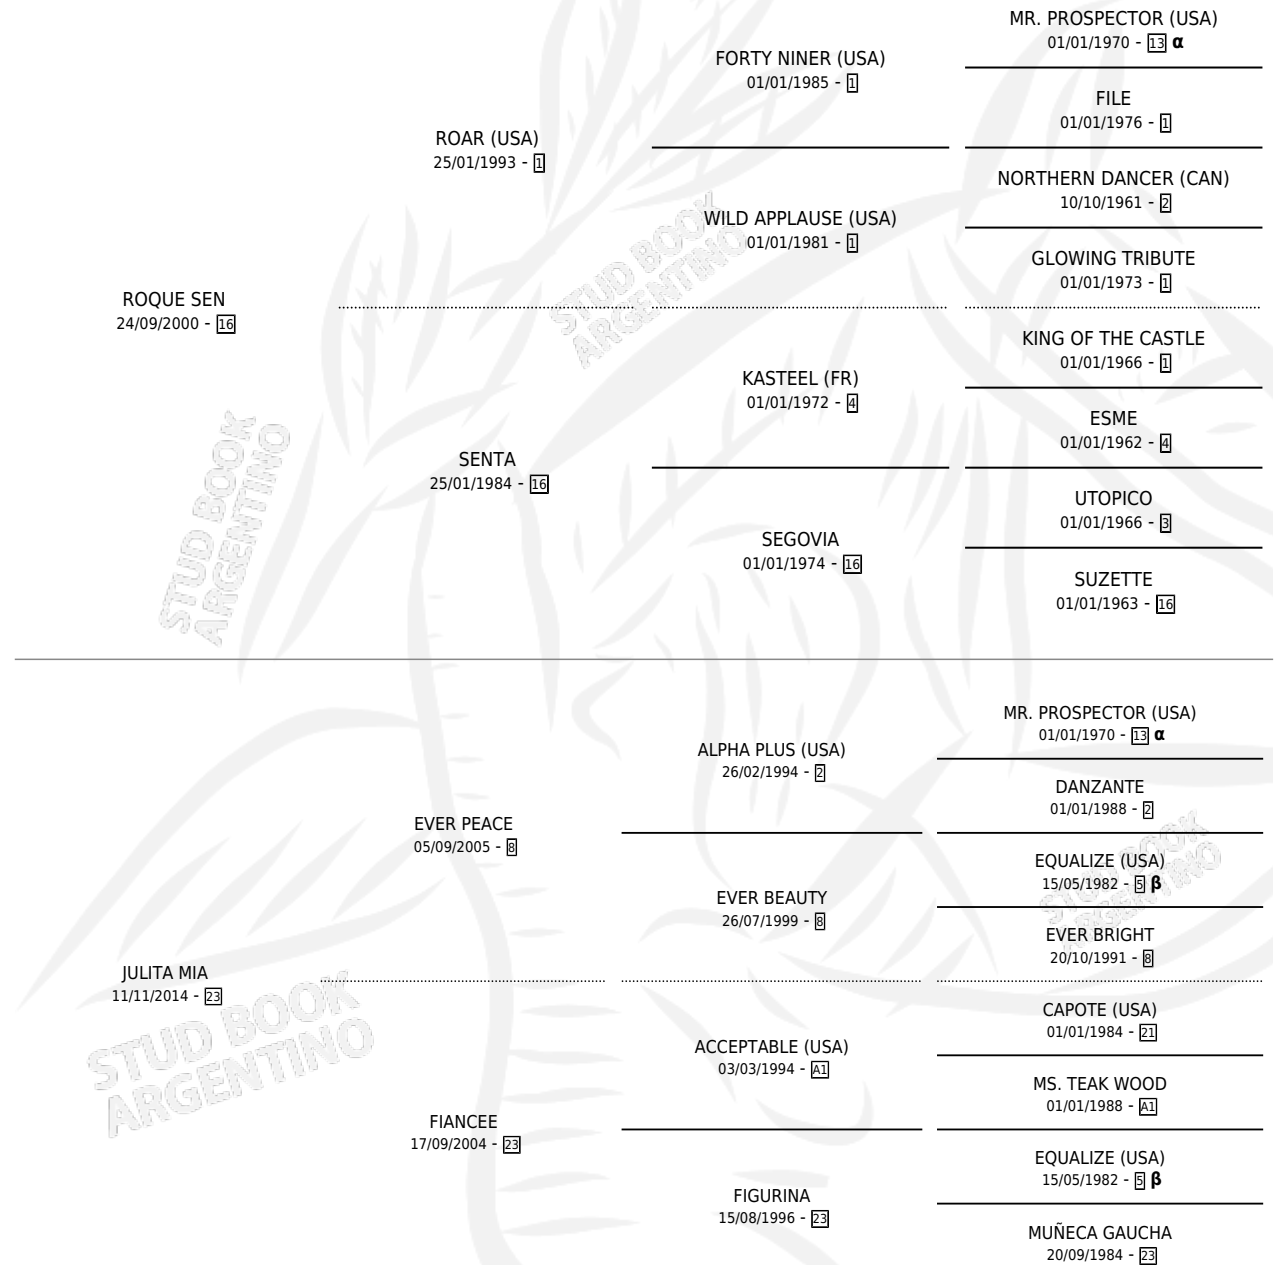 MR. PROSPECTOR (USA)
01/01/1970 - 13 α
FORTY NINER (USA)
01/01/1985 - 1
FILE
01/01/1976 - 1
ROAR (USA)
25/01/1993 - 1
NORTHERN DANCER (CAN)
10/10/1961 - 2
WILD APPLAUSE (USA)
01/01/1981 - 1
GLOWING TRIBUTE
01/01/1973 - 1
ROQUE SEN
24/09/2000 - 16
KING OF THE CASTLE
01/01/1966 - 1
KASTEEL (FR)
01/01/1972 - 4
ESME
01/01/1962 - 4
SENTA
25/01/1984 - 16
UTOPICO
01/01/1966 - 3
SEGOVIA
01/01/1974 - 16
SUZETTE
01/01/1963 - 16
MR. PROSPECTOR (USA)
01/01/1970 - 13 α
ALPHA PLUS (USA)
26/02/1994 - 2
DANZANTE
01/01/1988 - 2
EVER PEACE
05/09/2005 - 8
EQUALIZE (USA)
15/05/1982 - 5 β
EVER BEAUTY
26/07/1999 - 8
EVER BRIGHT
20/10/1991 - 8
JULITA MIA
11/11/2014 - 23
CAPOTE (USA)
01/01/1984 - 21
ACCEPTABLE (USA)
03/03/1994 - A1
MS. TEAK WOOD
01/01/1988 - A1
FIANCEE
17/09/2004 - 23
EQUALIZE (USA)
15/05/1982 - 5 β
FIGURINA
15/08/1996 - 23
MUÑECA GAUCHA
20/09/1984 - 23
STUD BOOK
ARGENTINO
STUD BOOK
ARGENTINO
STUD BOOK
ARGENTINO
STUD BOOK
ARGENTINO